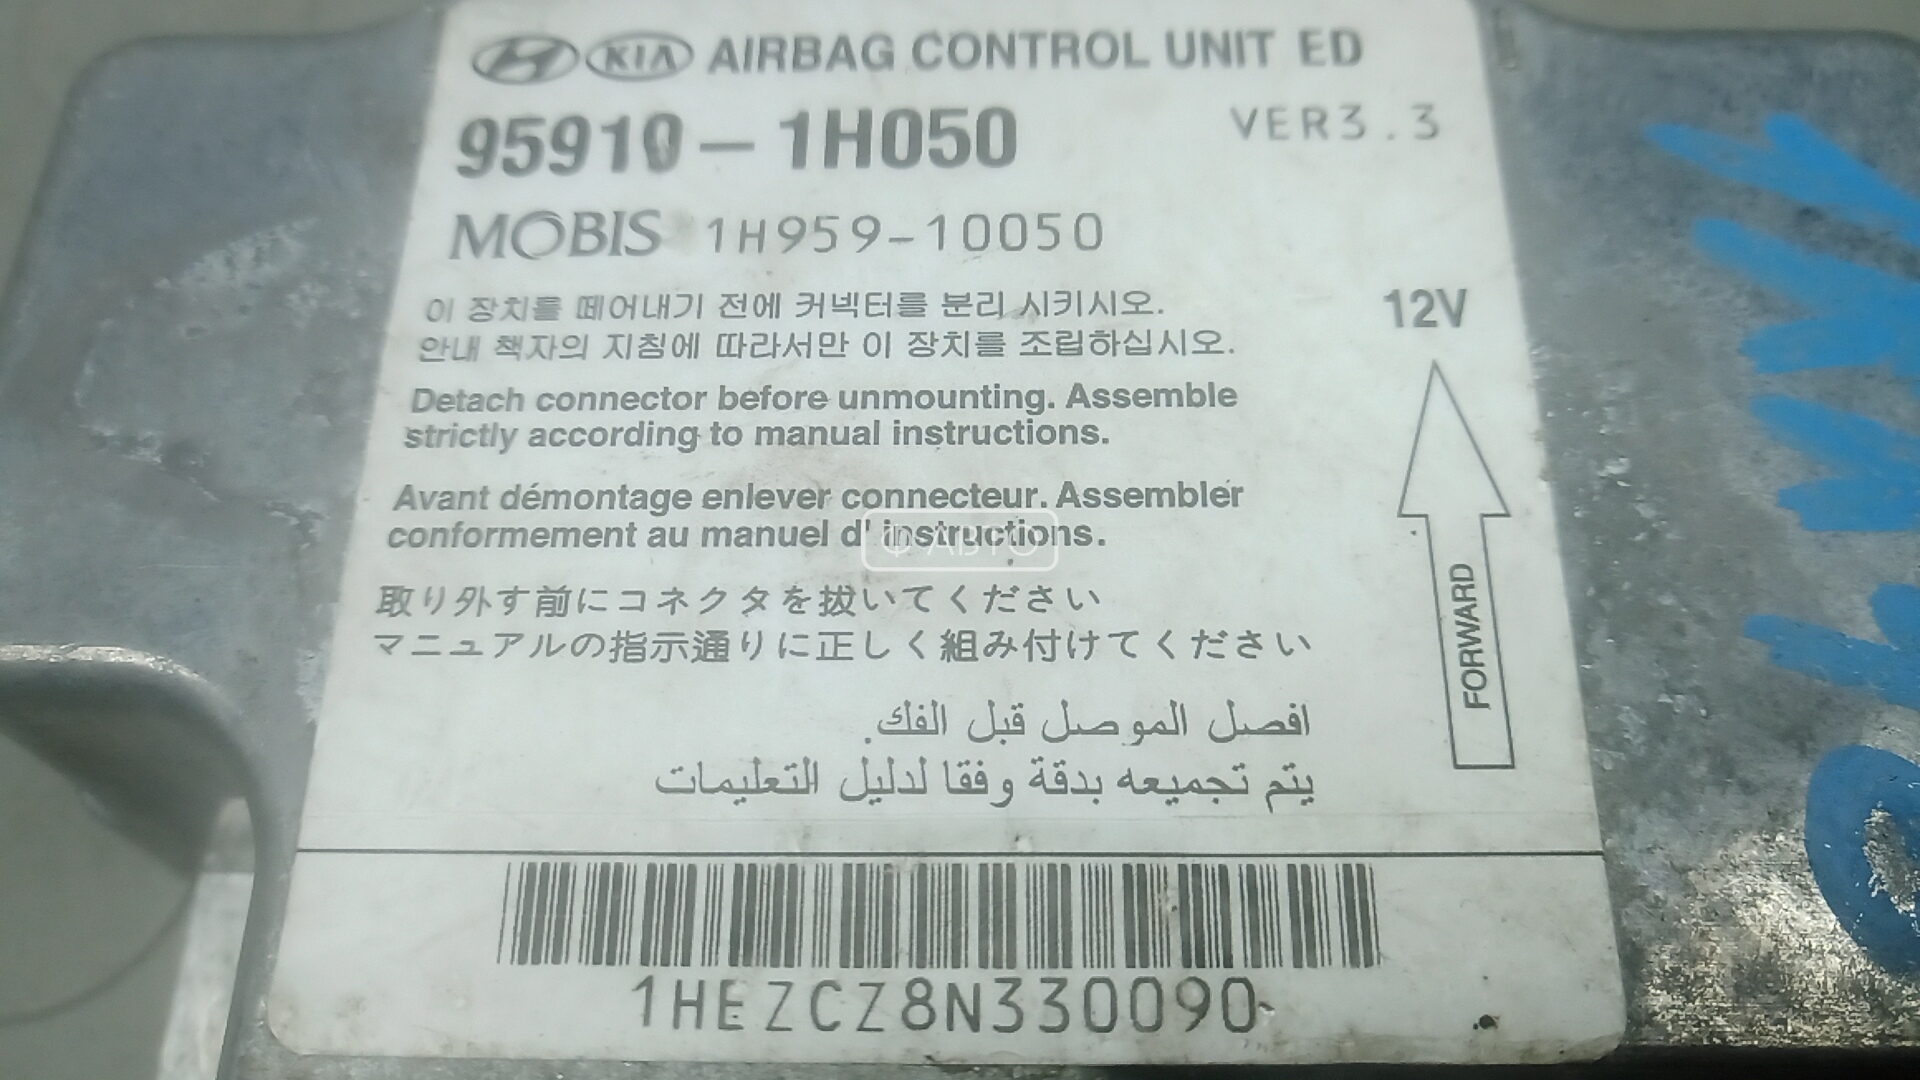 HYUNDAI KIA AIRBAG CONTROL UNIT ED
95910-1H050 VER3.3
MOBIS 1H959-10050
이 장치를 떼어내기 전에 커넥터를 분리 시키시오.
안내 책자의 지침에 따라서만 이 장치를 조립하십시오.
12V
Detach connector before unmounting. Assemble
strictly according to manual instructions.
Avant démontage enlever connecteur. Assembler
conformement au manuel d' instructions.
Ф АВТО
取り外す前にコネクタを拔いてください
マニュアルの指示通りに正しく組み付けてください
FORWARD
افصل الموصل قبل الفك.
يتم تجميعه بدقة وفقا لدليل التعليمات
1HEZCZ8N330090